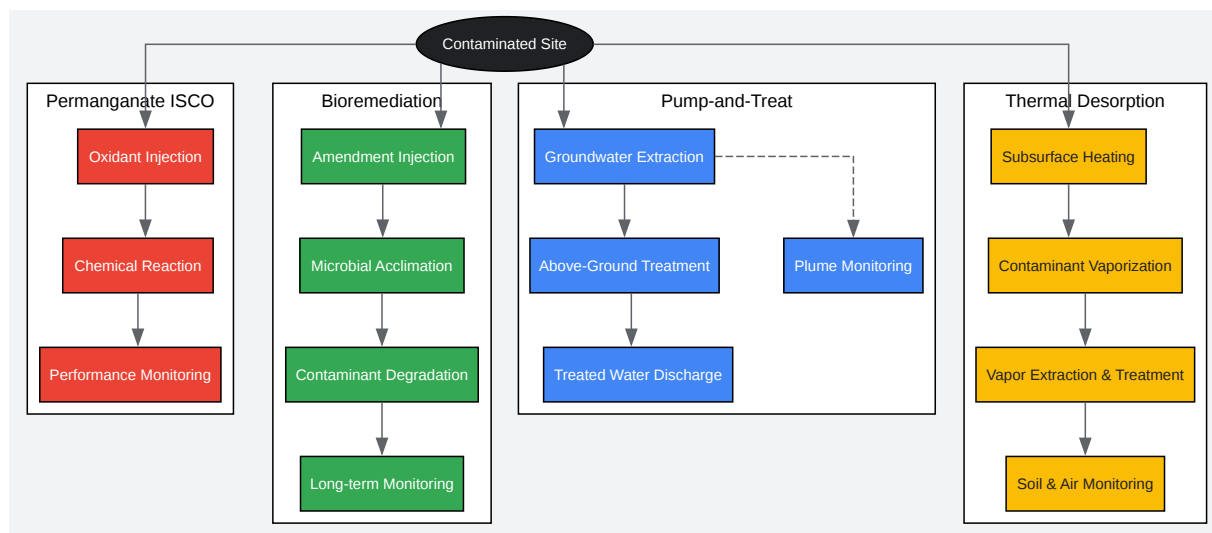 Contaminated Site
Permanganate ISCO
Oxidant Injection
Chemical Reaction
Performance Monitoring
Bioremediation
Amendment Injection
Microbial Acclimation
Contaminant Degradation
Long-term Monitoring
Pump-and-Treat
Groundwater Extraction
Above-Ground Treatment
Plume Monitoring
Treated Water Discharge
Thermal Desorption
Subsurface Heating
Contaminant Vaporization
Vapor Extraction & Treatment
Soil & Air Monitoring